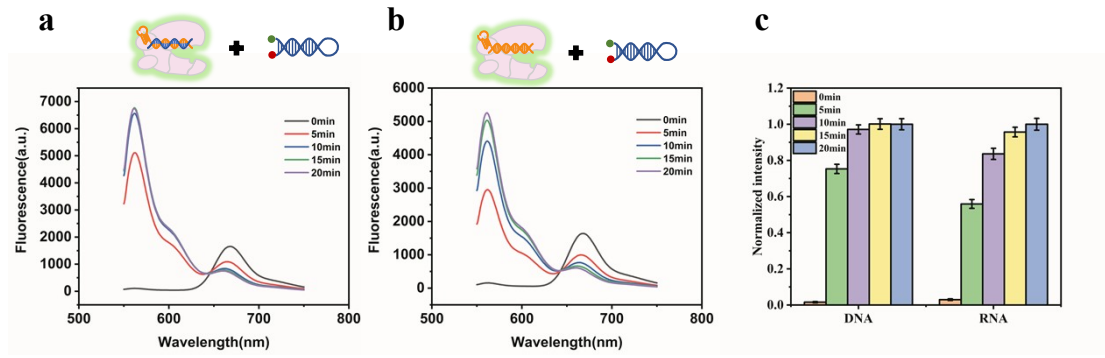 a
b
c
7000
6000
5000
4000
3000
2000
1000
0
Fluorescence(a.u.)
0min
5min
10min
15min
20min
500
600
700
800
Wavelength(nm)
6000
5000
4000
3000
2000
1000
0
Fluorescence(a.u.)
0min
5min
10min
15min
20min
500
600
700
800
Wavelength(nm)
1.2
1.0
0.8
0.6
0.4
0.2
0.0
Normalized intensity
0min
5min
10min
15min
20min
DNA
RNA